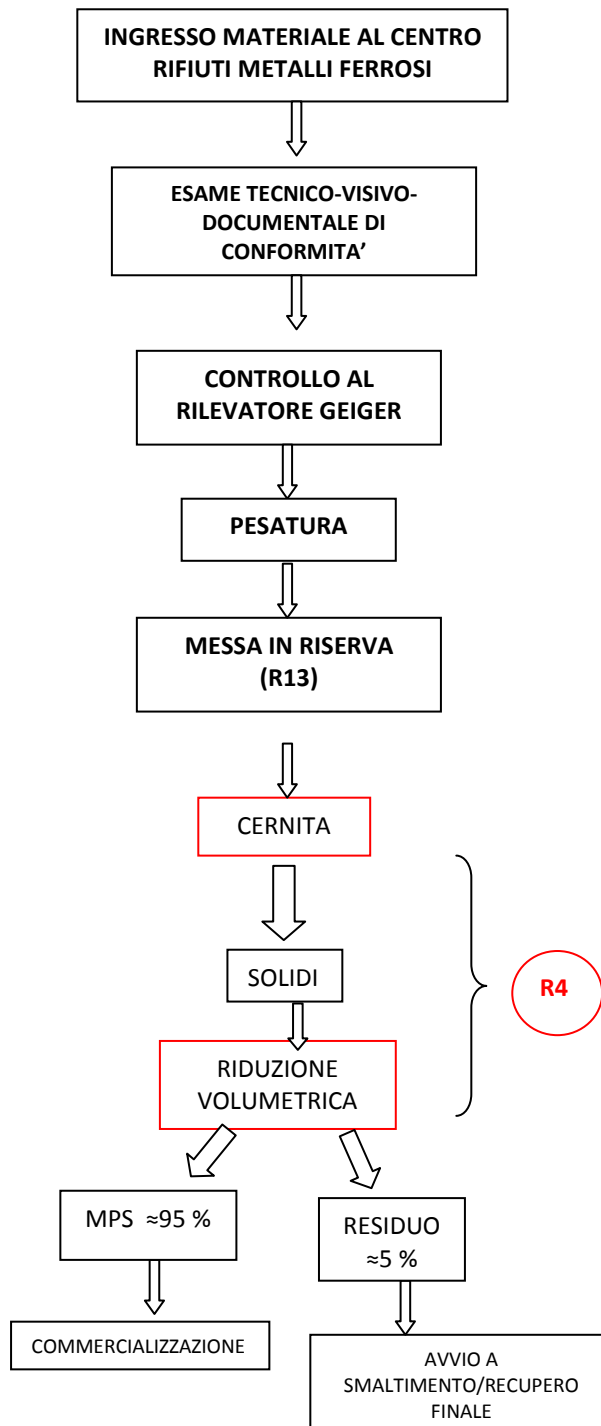 INGRESSO MATERIALE AL CENTRO
RIFIUTI METALLI FERROSI
ESAME TECNICO-VISIVO-
DOCUMENTALE DI
CONFORMITA’
CONTROLLO AL
RILEVATORE GEIGER
PESATURA
MESSA IN RISERVA
(R13)
CERNITA
SOLIDI
R4
RIDUZIONE
VOLUMETRICA
MPS ≈95 %
RESIDUO
≈5 %
COMMERCIALIZZAZIONE
AVVIO A
SMALTIMENTO/RECUPERO
FINALE